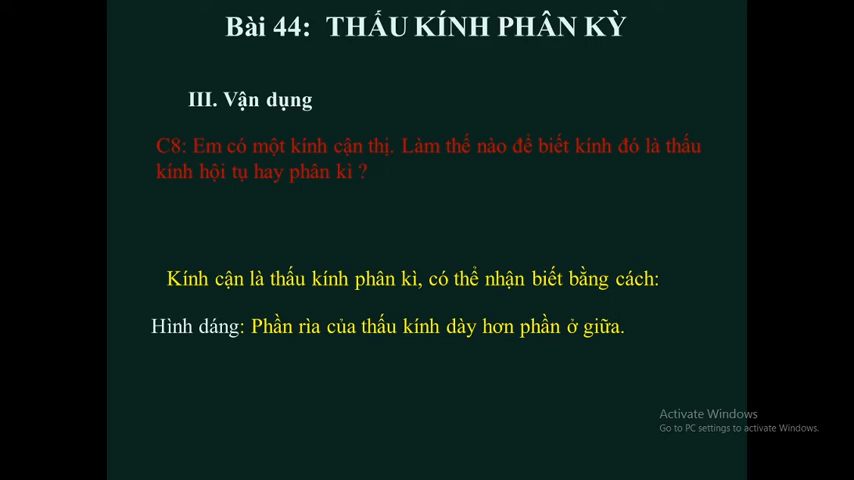 Bài 44: THẤU KÍNH PHÂN KỲ
III. Vận dụng
C8: Em có một kính cận thị. Làm thế nào để biết kính đó là thấu
kính hội tụ hay phân kì ?
Kính cận là thấu kính phân kì, có thể nhận biết bằng cách:
Hình dáng: Phần rìa của thấu kính dày hơn phần ở giữa.
Activate Windows
Go to PC settings to activate Windows.